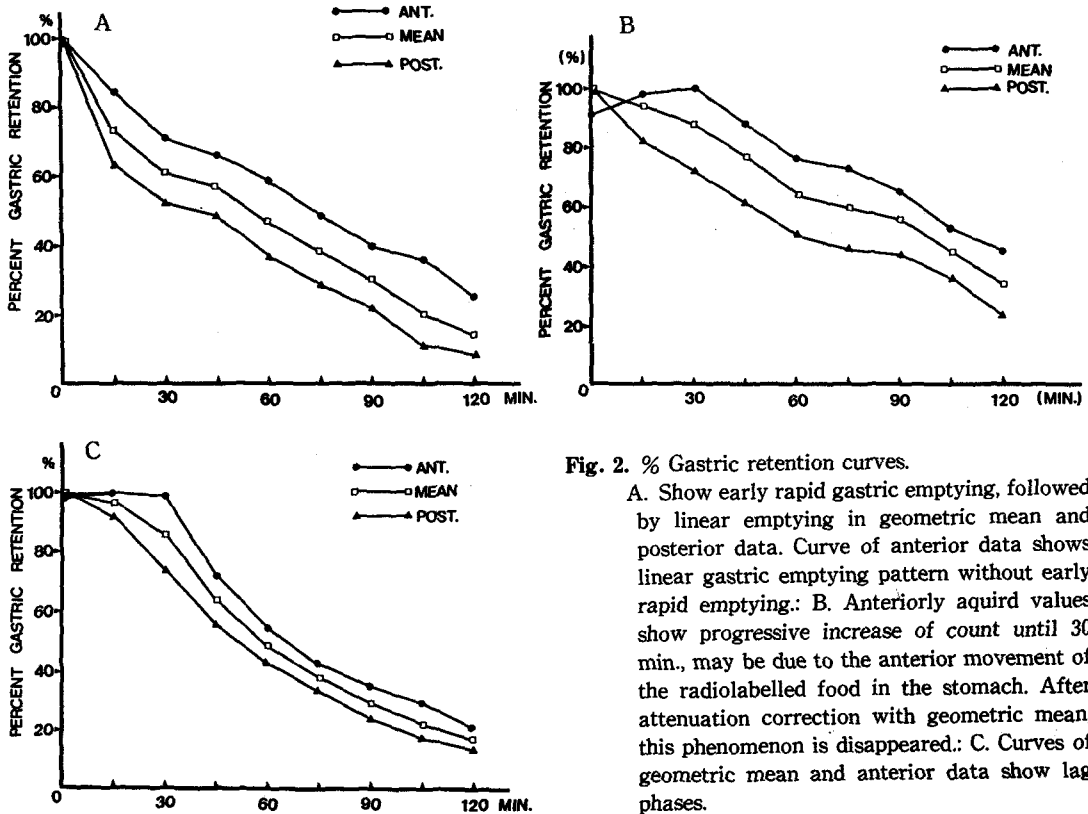 A
%
ANT.
MEAN
POST.
PERCENT GASTRIC RETENTION
100
80
60
40
20
0
30
60
90
120
MIN.
B
(%)
ANT.
MEAN
POST.
PERCENT GASTRIC RETENTION
100
80
60
40
20
0
30
60
90
120
(MIN.)
C
%
ANT.
MEAN
POST.
PERCENT GASTRIC RETENTION
100
80
60
40
20
0
30
60
90
120
MIN.
Fig. 2. % Gastric retention curves.
A. Show early rapid gastric emptying, followed
by linear emptying in geometric mean and
posterior data. Curve of anterior data shows
linear gastric emptying pattern without early
rapid emptying.: B. Anteriorly aquird values
show progressive increase of count until 30
min., may be due to the anterior movement of
the radiolabelled food in the stomach. After
attenuation correction with geometric mean,
this phenomenon is disappeared.: C. Curves of
geometric mean and anterior data show lag
phases.